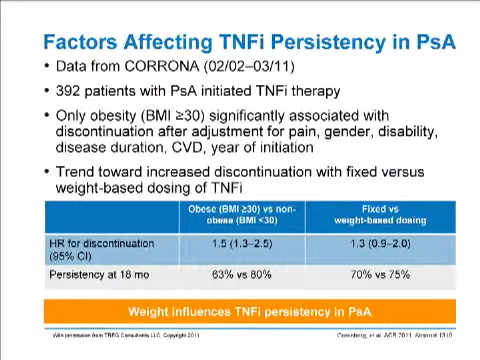 Factors Affecting TNFi Persistency in PsA
• Data from CORRONA (02/02–03/11)
• 392 patients with PsA initiated TNFi therapy
• Only obesity (BMI ≥30) significantly associated with
discontinuation after adjustment for pain, gender, disability,
disease duration, CVD, year of initiation
• Trend toward increased discontinuation with fixed versus
weight-based dosing of TNFi
Obese (BMI ≥30) vs non-
obese (BMI <30)
Fixed vs
weight-based dosing
HR for discontinuation
(95% CI)
1.5 (1.3–2.5)
1.3 (0.9–2.0)
Persistency at 18 mo
63% vs 80%
70% vs 75%
Weight influences TNFi persistency in PsA
With permission from TREG Consultants LLC. Copyright 2011
et al. ACR 2011. Abstract